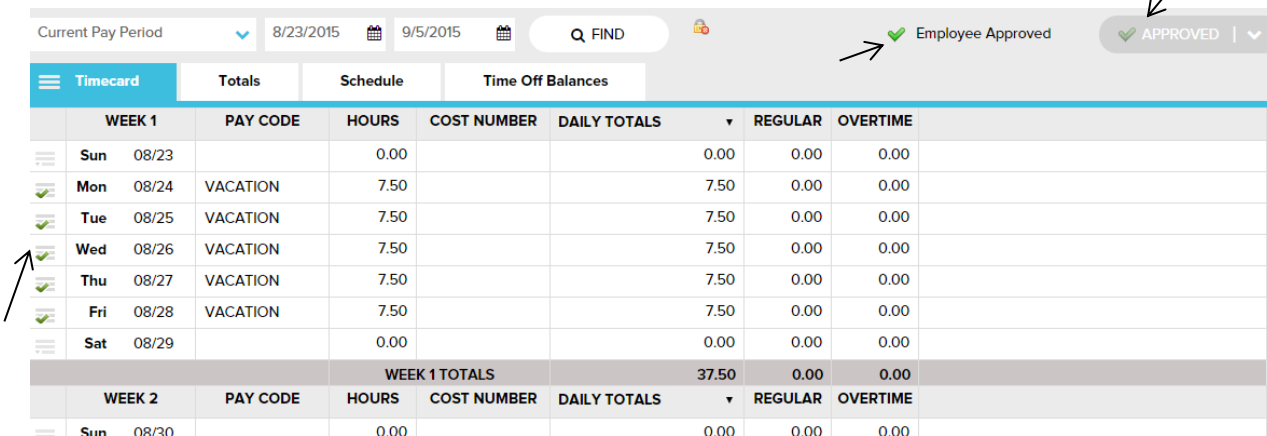 Current Pay Period 8/23/2015 9/5/2015 FIND Employee Approved APPROVED
Timecard Totals Schedule Time Off Balances
WEEK 1 PAY CODE HOURS COST NUMBER DAILY TOTALS REGULAR OVERTIME
Sun 08/23 0.00 0.00 0.00 0.00
Mon 08/24 VACATION 7.50 7.50 0.00 0.00
Tue 08/25 VACATION 7.50 7.50 0.00 0.00
Wed 08/26 VACATION 7.50 7.50 0.00 0.00
Thu 08/27 VACATION 7.50 7.50 0.00 0.00
Fri 08/28 VACATION 7.50 7.50 0.00 0.00
Sat 08/29 0.00 0.00 0.00 0.00
WEEK 1 TOTALS 37.50 0.00 0.00
WEEK 2 PAY CODE HOURS COST NUMBER DAILY TOTALS REGULAR OVERTIME
Sun 08/30 0.00 0.00 0.00 0.00